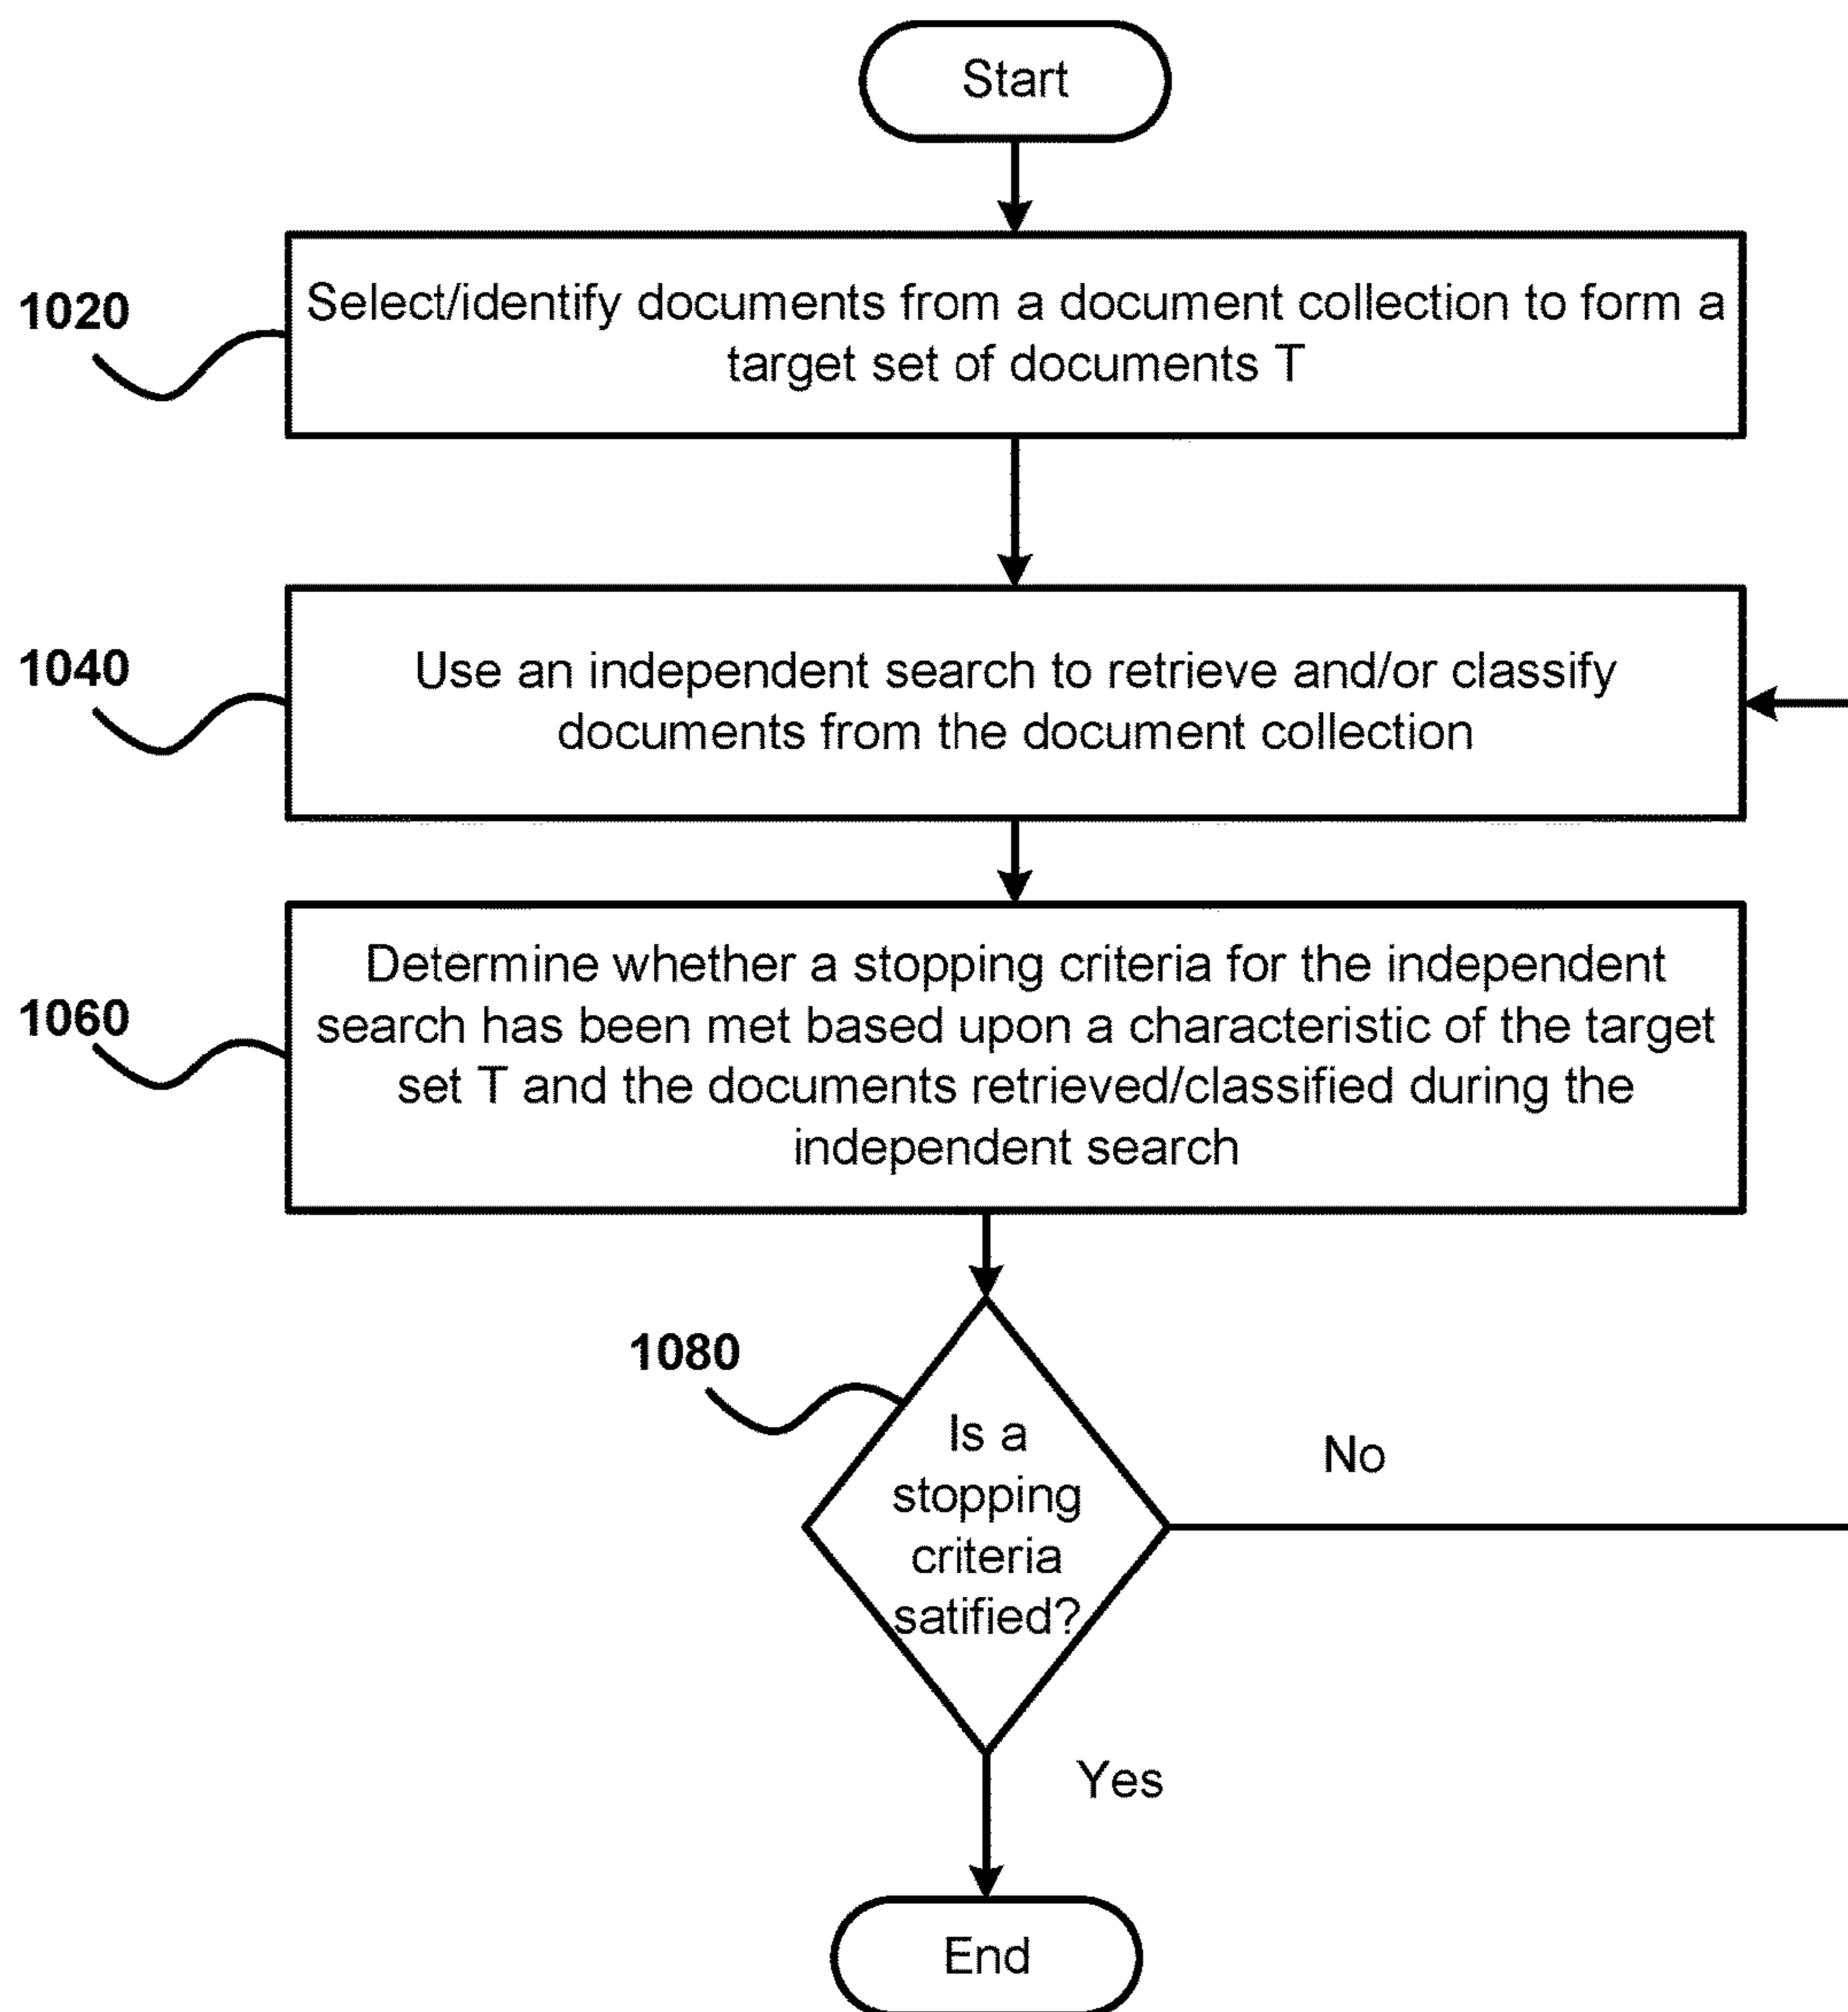 Start
1020
Select/identify documents from a document collection to form a
target set of documents T
1040
Use an independent search to retrieve and/or classify
documents from the document collection
1060
Determine whether a stopping criteria for the independent
search has been met based upon a characteristic of the target
set T and the documents retrieved/classified during the
independent search
1080
Is a
stopping
criteria
satified?
No
Yes
End